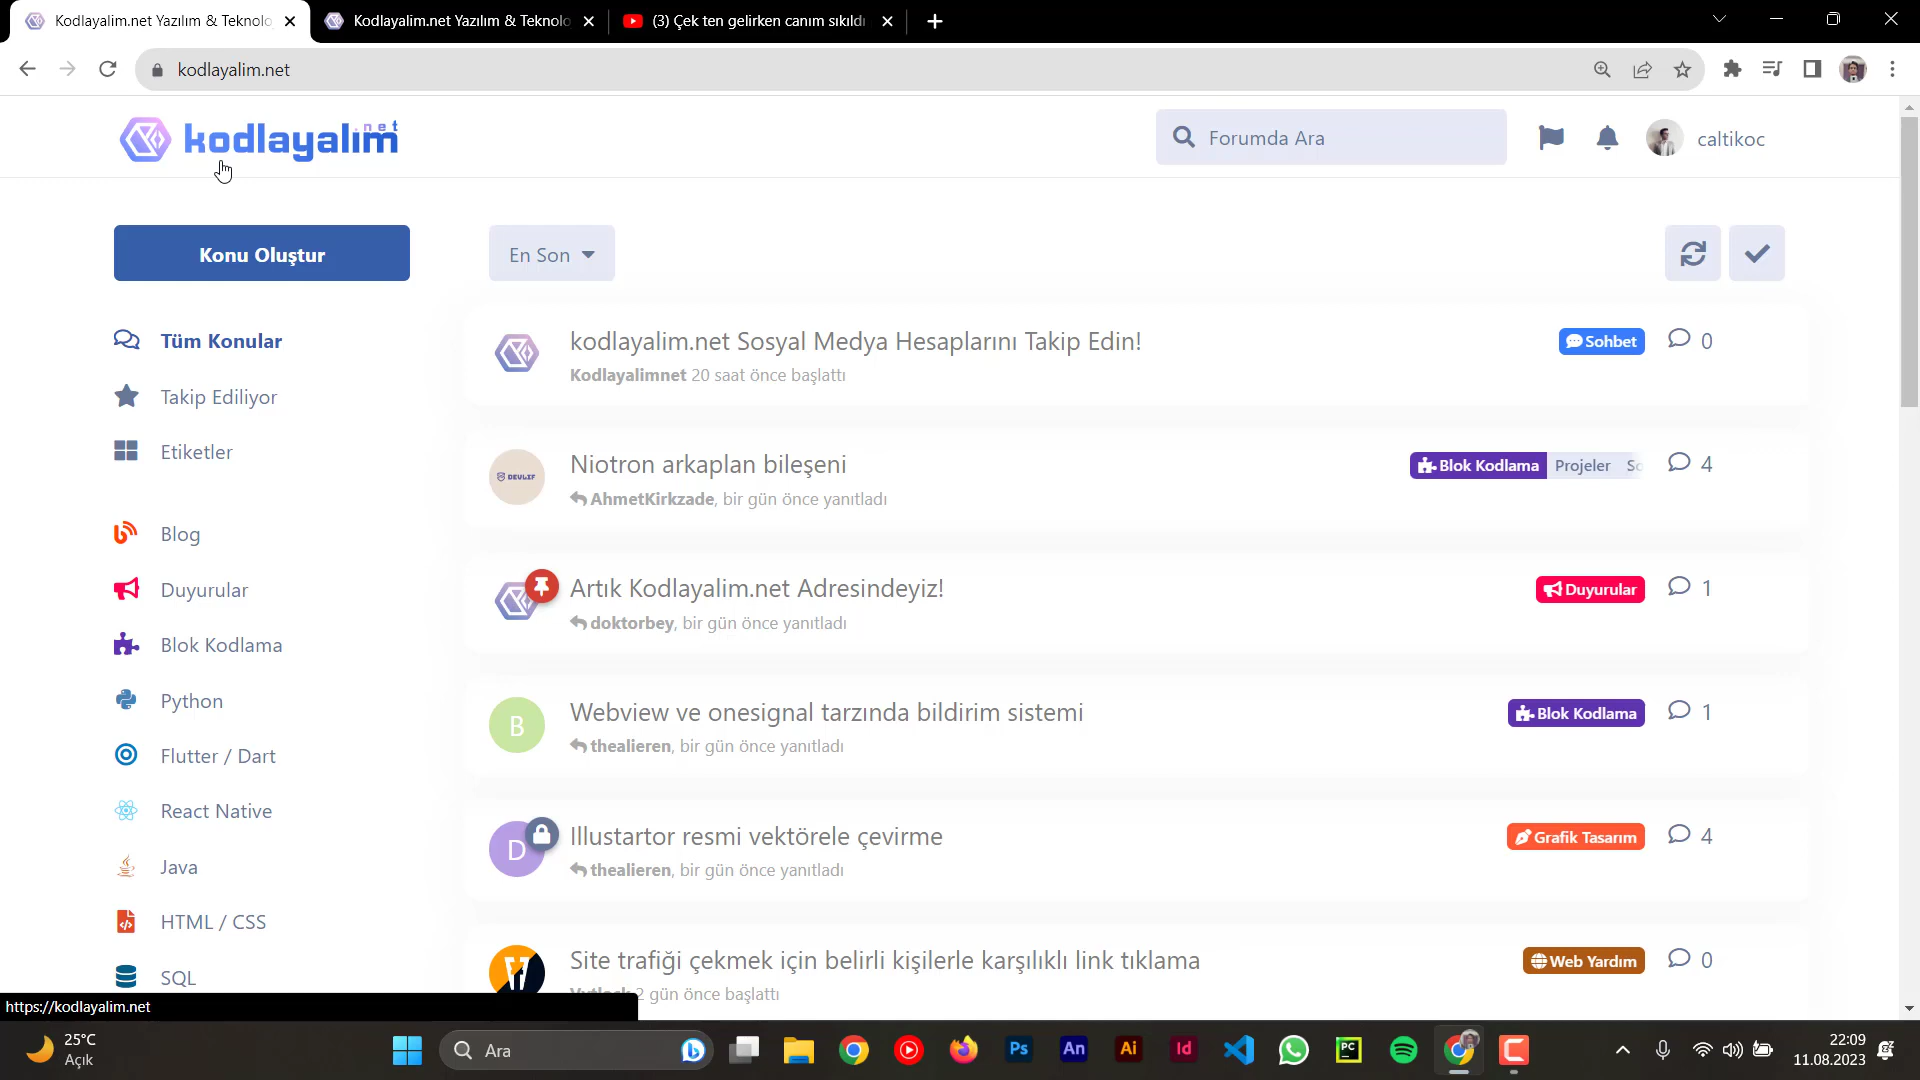 Kodlayalim.net Yazılım & Teknolo
Kodlayalim.net Yazılım & Teknolo
(3) Çek ten gelirken canım sıkıldı
kodlayalim.net
kodlayalım
.net
Forumda Ara
caltikoc
Konu Oluştur
En Son
Tüm Konular
Takip Ediliyor
Etiketler
Blog
Duyurular
Blok Kodlama
Python
Flutter / Dart
React Native
Java
HTML / CSS
SQL
kodlayalim.net Sosyal Medya Hesaplarını Takip Edin!
Sohbet
0
Kodlayalimnet 20 saat önce başlattı
DEVLIF
Niotron arkaplan bileşeni
Blok Kodlama Projeler So
4
AhmetKirkzade, bir gün önce yanıtladı
Artık Kodlayalim.net Adresindeyiz!
Duyurular
1
doktorbey, bir gün önce yanıtladı
B
Webview ve onesignal tarzında bildirim sistemi
Blok Kodlama
1
thealieren, bir gün önce yanıtladı
D
Illustartor resmi vektörele çevirme
Grafik Tasarım
4
thealieren, bir gün önce yanıtladı
Site trafiği çekmek için belirli kişilerle karşılıklı link tıklama
Web Yardım
0
2 gün önce başlattı
https://kodlayalim.net
25°C
Açık
Ara
Ps
An
Ai
Id
PC
22:09
11.08.2023